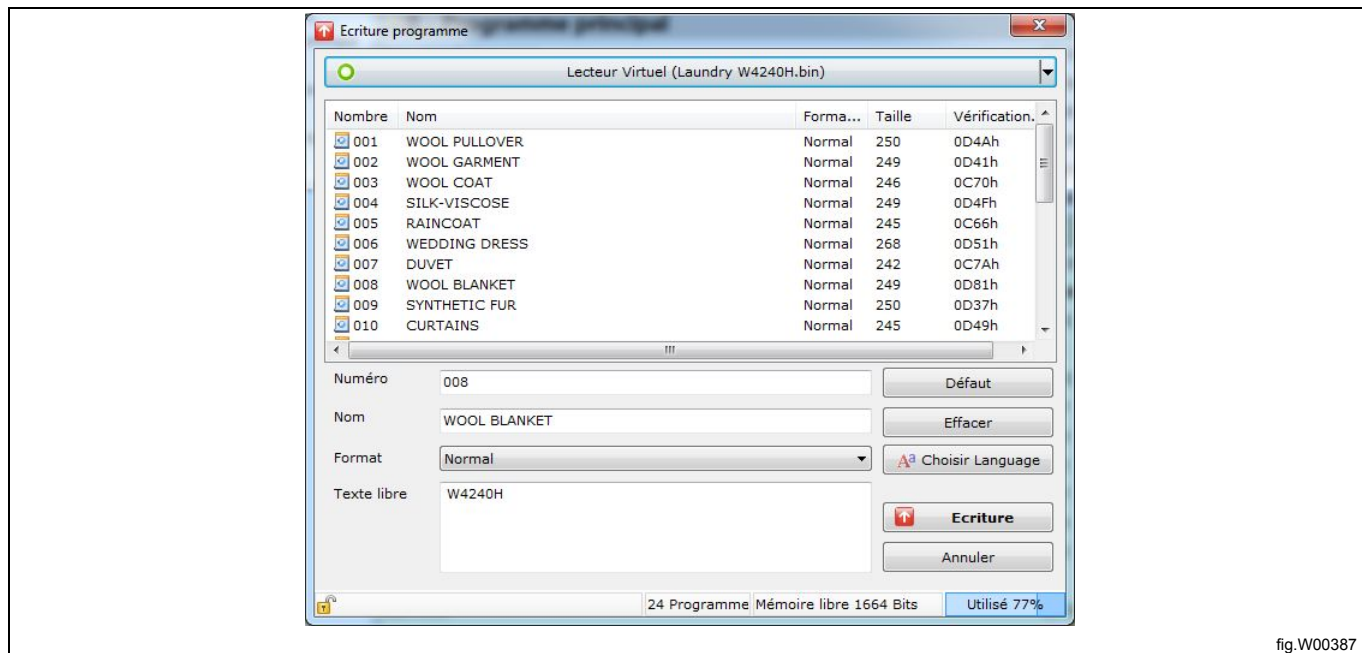 Programme principal
Ecriture programme
Lecteur Virtuel (Laundry W4240H.bin)
Nombre Nom Forma... Taille Vérification.
001 WOOL PULLOVER Normal 250 0D4Ah
002 WOOL GARMENT Normal 249 0D41h
003 WOOL COAT Normal 246 0C70h
004 SILK-VISCOSE Normal 249 0D4Fh
005 RAINCOAT Normal 245 0C66h
006 WEDDING DRESS Normal 268 0D51h
007 DUVET Normal 242 0C7Ah
008 WOOL BLANKET Normal 249 0D81h
009 SYNTHETIC FUR Normal 250 0D37h
010 CURTAINS Normal 245 0D49h
Numéro 008 Défaut
Nom WOOL BLANKET Effacer
Format Normal Aa Choisir Language
Texte libre W4240H
Ecriture
Annuler
24 Programme Mémoire libre 1664 Bits Utilisé 77%
fig.W00387